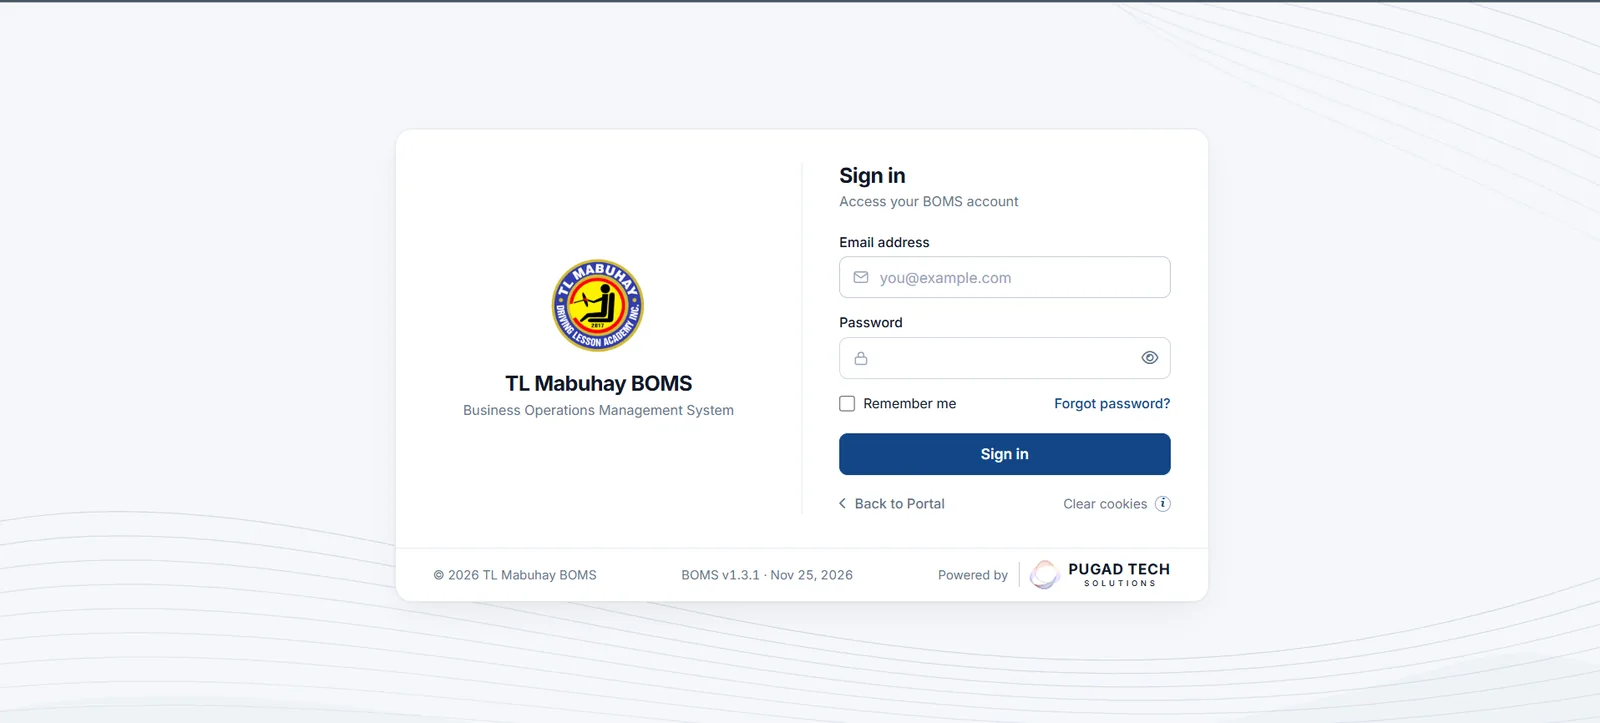 TL MABUHAY
DRIVING LESSON ACADEMY INC.
2017
TL Mabuhay BOMS
Business Operations Management System
Sign in
Access your BOMS account
Email address
you@example.com
Password
Remember me
Forgot password?
Sign in
Back to Portal
Clear cookies
© 2026 TL Mabuhay BOMS
BOMS v1.3.1 · Nov 25, 2026
Powered by
PUGAD TECH
SOLUTIONS